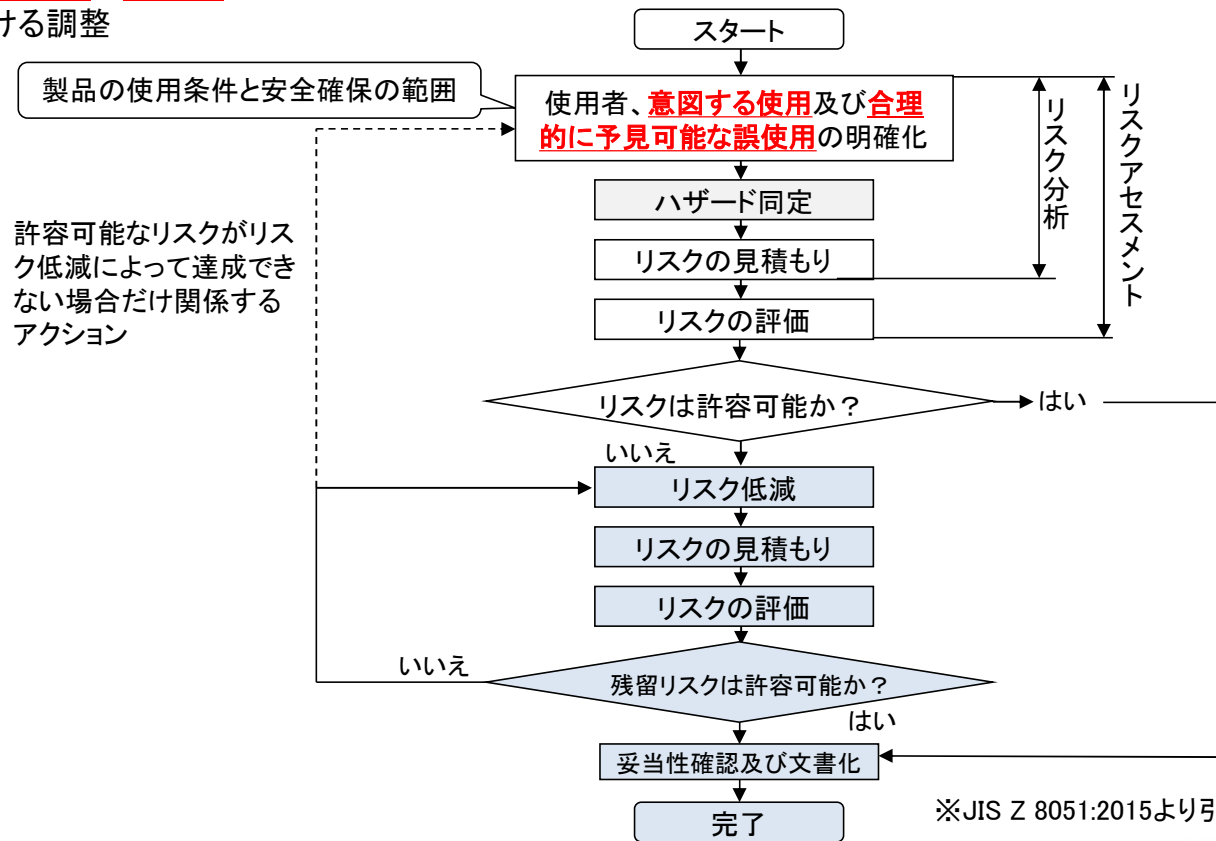 ける調整
スタート
製品の使用条件と安全確保の範囲
使用者、意図する使用及び合理
的に予見可能な誤使用の明確化
リスク分析
リスクアセスメント
ハザード同定
許容可能なリスクがリス
ク低減によって達成でき
ない場合だけ関係する
アクション
リスクの見積もり
リスクの評価
リスクは許容可能か？
はい
いいえ
リスク低減
リスクの見積もり
リスクの評価
いいえ
残留リスクは許容可能か？
はい
妥当性確認及び文書化
完了
※JIS Z 8051:2015より引